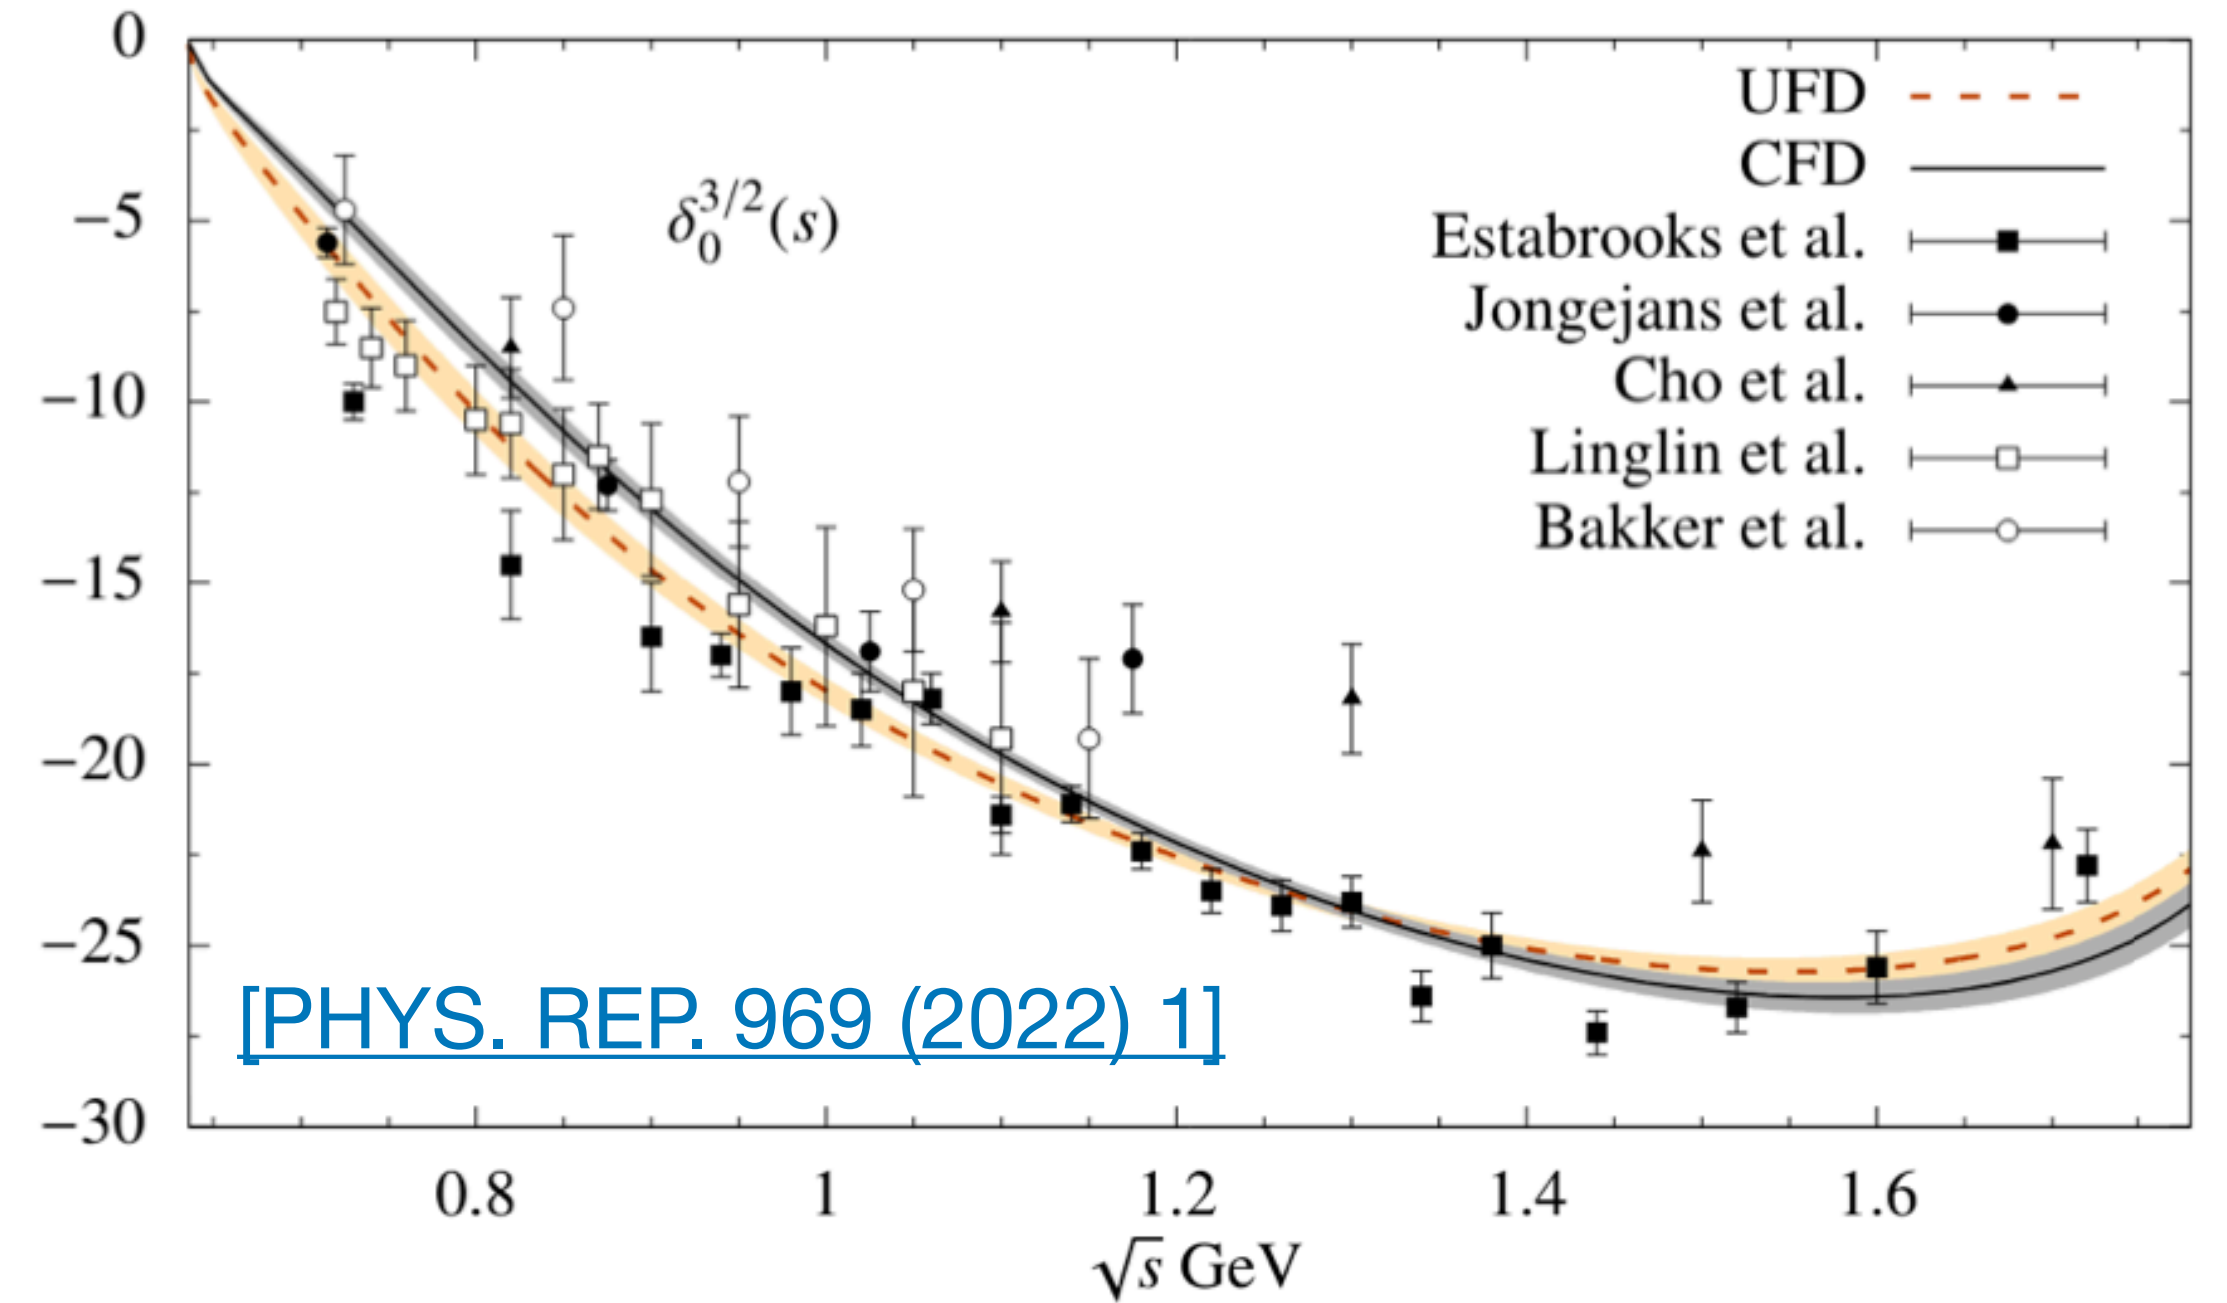 0
−5
−10
−15
−20
−25
−30
δ₀^{3/2}(s)
UFD
CFD
Estabrooks et al.
Jongejans et al.
Cho et al.
Linglin et al.
Bakker et al.
[PHYS. REP. 969 (2022) 1]
0.8 1 1.2 1.4 1.6
√s GeV